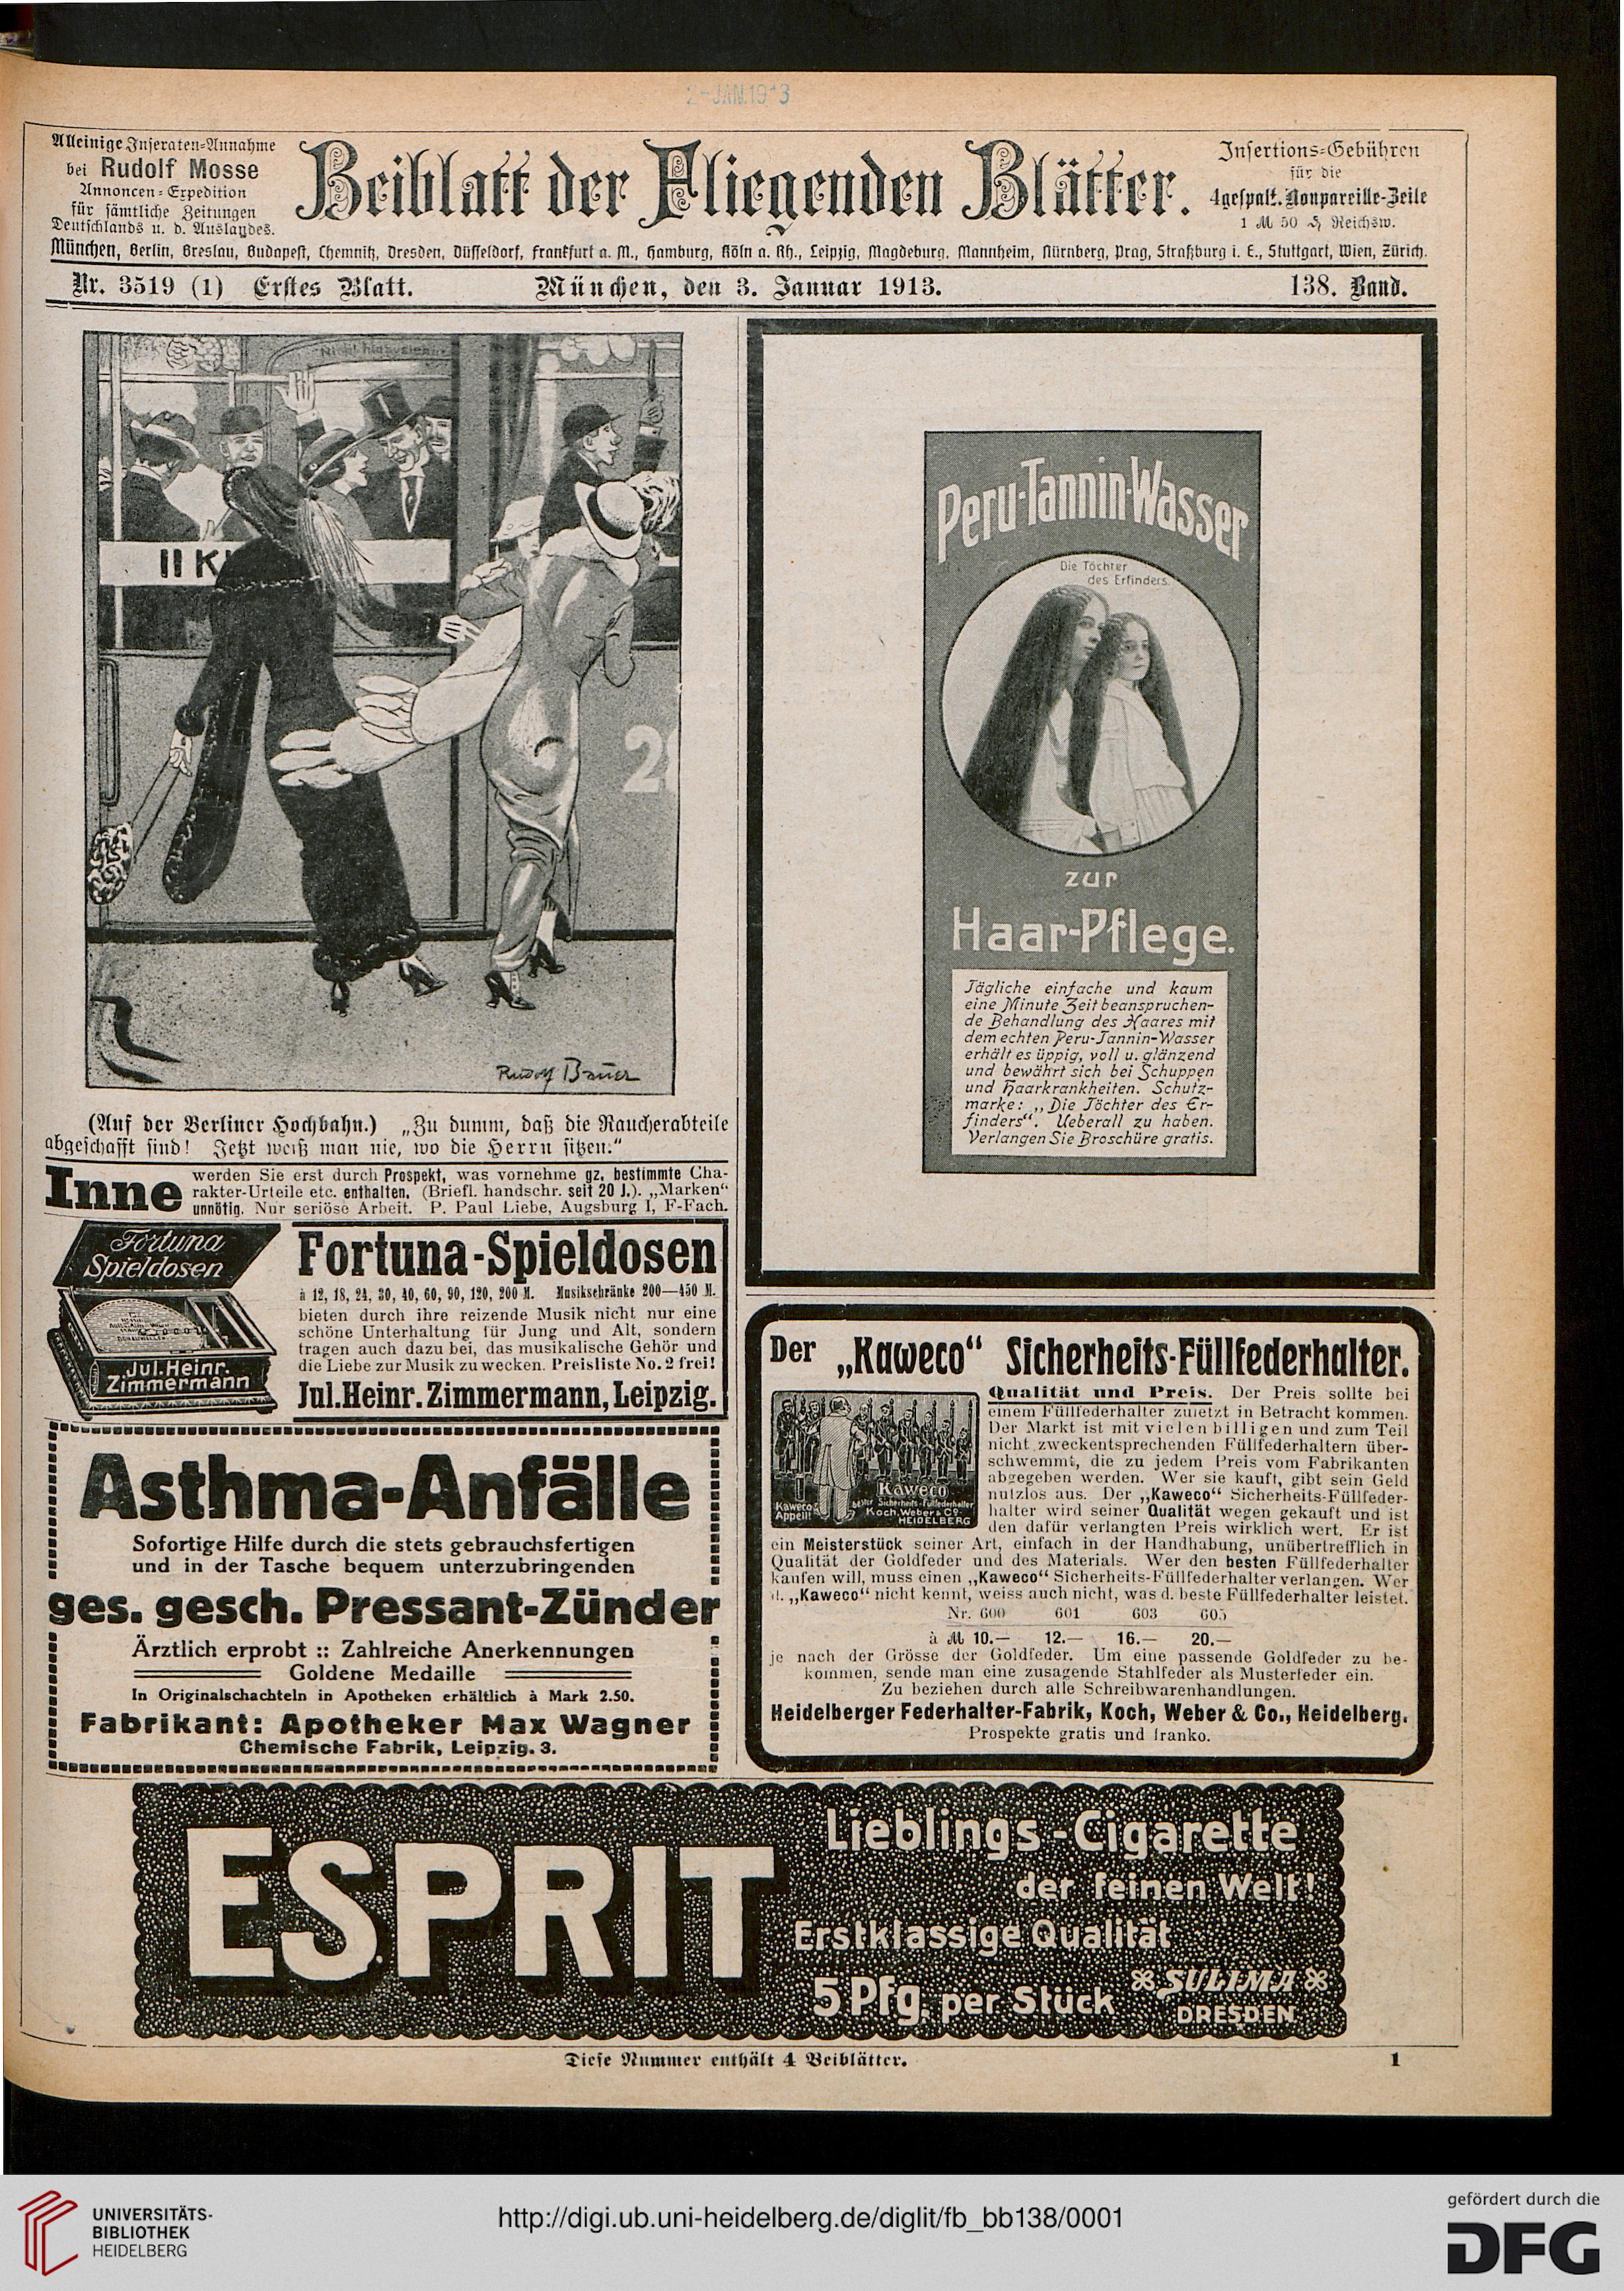 2-JAN.1913
Alleinige Inseraten-Annahme
bei Rudolf Mosse
Annoncen-Expedition
für sämtliche Zeitungen
Deutschlands u. d. Auslandes.
Beiblatt der Fliegenden Blätter.
Insertions-Gebühren
für die
4gespalt. Nonpareille-Zeile
1 M 50 ₰ Reichsw.
München, Berlin, Breslau, Budapest, Chemnitz, Dresden, Düsseldorf, Frankfurt a. M., Hamburg, Köln a. Rh., Leipzig, Magdeburg, Mannheim, Nürnberg, Prag, Straßburg i. E., Stuttgart, Wien, Zürich.
Nr. 3519 (1) Erstes Blatt. München, den 3. Januar 1913. 138. Band.
II K
2
Rudolf Bauer
(Auf der Berliner Hochbahn.) „Zu dumm, daß die Raucherabteile
abgeschafft sind! Jetzt weiß man nie, wo die Herrn sitzen.“
Inne werden Sie erst durch Prospekt, was vornehme gz. bestimmte Cha-
rakter-Urteile etc. enthalten. (Briefl. handschr. seit 20 J.). „Marken“
unnötig. Nur seriöse Arbeit. P. Paul Liebe, Augsburg I, F-Fach.
Fortuna
Spieldosen
Jul. Heinr.
Zimmermann
Fortuna-Spieldosen
à 12, 18, 24, 30, 40, 60, 90, 120, 200 M. Musikschränke 200—450 M.
bieten durch ihre reizende Musik nicht nur eine
schöne Unterhaltung für Jung und Alt, sondern
tragen auch dazu bei, das musikalische Gehör und
die Liebe zur Musik zu wecken. Preisliste No. 2 frei!
Jul. Heinr. Zimmermann, Leipzig.
Asthma-Anfälle
Sofortige Hilfe durch die stets gebrauchsfertigen
und in der Tasche bequem unterzubringenden
ges. gesch. Pressant-Zünder
Ärztlich erprobt :: Zahlreiche Anerkennungen
Goldene Medaille
In Originalschachteln in Apotheken erhältlich à Mark 2.50.
Fabrikant: Apotheker Max Wagner
Chemische Fabrik, Leipzig. 3.
Peru-Tannin-Wasser
Die Töchter
des Erfinders.
zur
Haar-Pflege.
Tägliche einfache und kaum
eine Minute Zeit beanspruchen-
de Behandlung des Haares mit
dem echten Peru-Tannin-Wasser
erhält es üppig, voll u. glänzend
und bewährt sich bei Schuppen
und Haarkrankheiten. Schutz-
marke: „Die Töchter des Er-
finders“. Ueberall zu haben.
Verlangen Sie Broschüre gratis.
Der „Kaweco“ Sicherheits-Füllfederhalter.
Kaweco
Appell!
Kaweco
bester Sicherheits-Füllfederhalter
Koch, Weber & Co.
HEIDELBERG
Qualität und Preis. Der Preis sollte bei
einem Füllfederhalter zuletzt in Betracht kommen.
Der Markt ist mit vielen billigen und zum Teil
nicht zweckentsprechenden Füllfederhaltern über-
schwemmt, die zu jedem Preis vom Fabrikanten
abgegeben werden. Wer sie kauft, gibt sein Geld
nutzlos aus. Der „Kaweco“ Sicherheits-Füllfeder-
halter wird seiner Qualität wegen gekauft und ist
den dafür verlangten Preis wirklich wert. Er ist
ein Meisterstück seiner Art, einfach in der Handhabung, unübertrefflich in
Qualität der Goldfeder und des Materials. Wer den besten Füllfederhalter
kaufen will, muss einen „Kaweco“ Sicherheits-Füllfederhalter verlangen. Wer
d. „Kaweco“ nicht kennt, weiss auch nicht, was d. beste Füllfederhalter leistet.
Nr. 600 601 603 605
à M 10.— 12.— 16.— 20.—
je nach der Grösse der Goldfeder. Um eine passende Goldfeder zu be-
kommen, sende man eine zusagende Stahlfeder als Musterfeder ein.
Zu beziehen durch alle Schreibwarenhandlungen.
Heidelberger Federhalter-Fabrik, Koch, Weber & Co., Heidelberg.
Prospekte gratis und franko.
ESPRIT
Lieblings-Cigarette
der feinen Welt!
Erstklassige Qualität
5 Pfg. per Stück
SULIMA
DRESDEN
Diese Nummer enthält 4 Beiblätter.
1
UNIVERSITÄTS-
BIBLIOTHEK
HEIDELBERG
http://digi.ub.uni-heidelberg.de/diglit/fb_bb138/0001
gefördert durch die
DFG